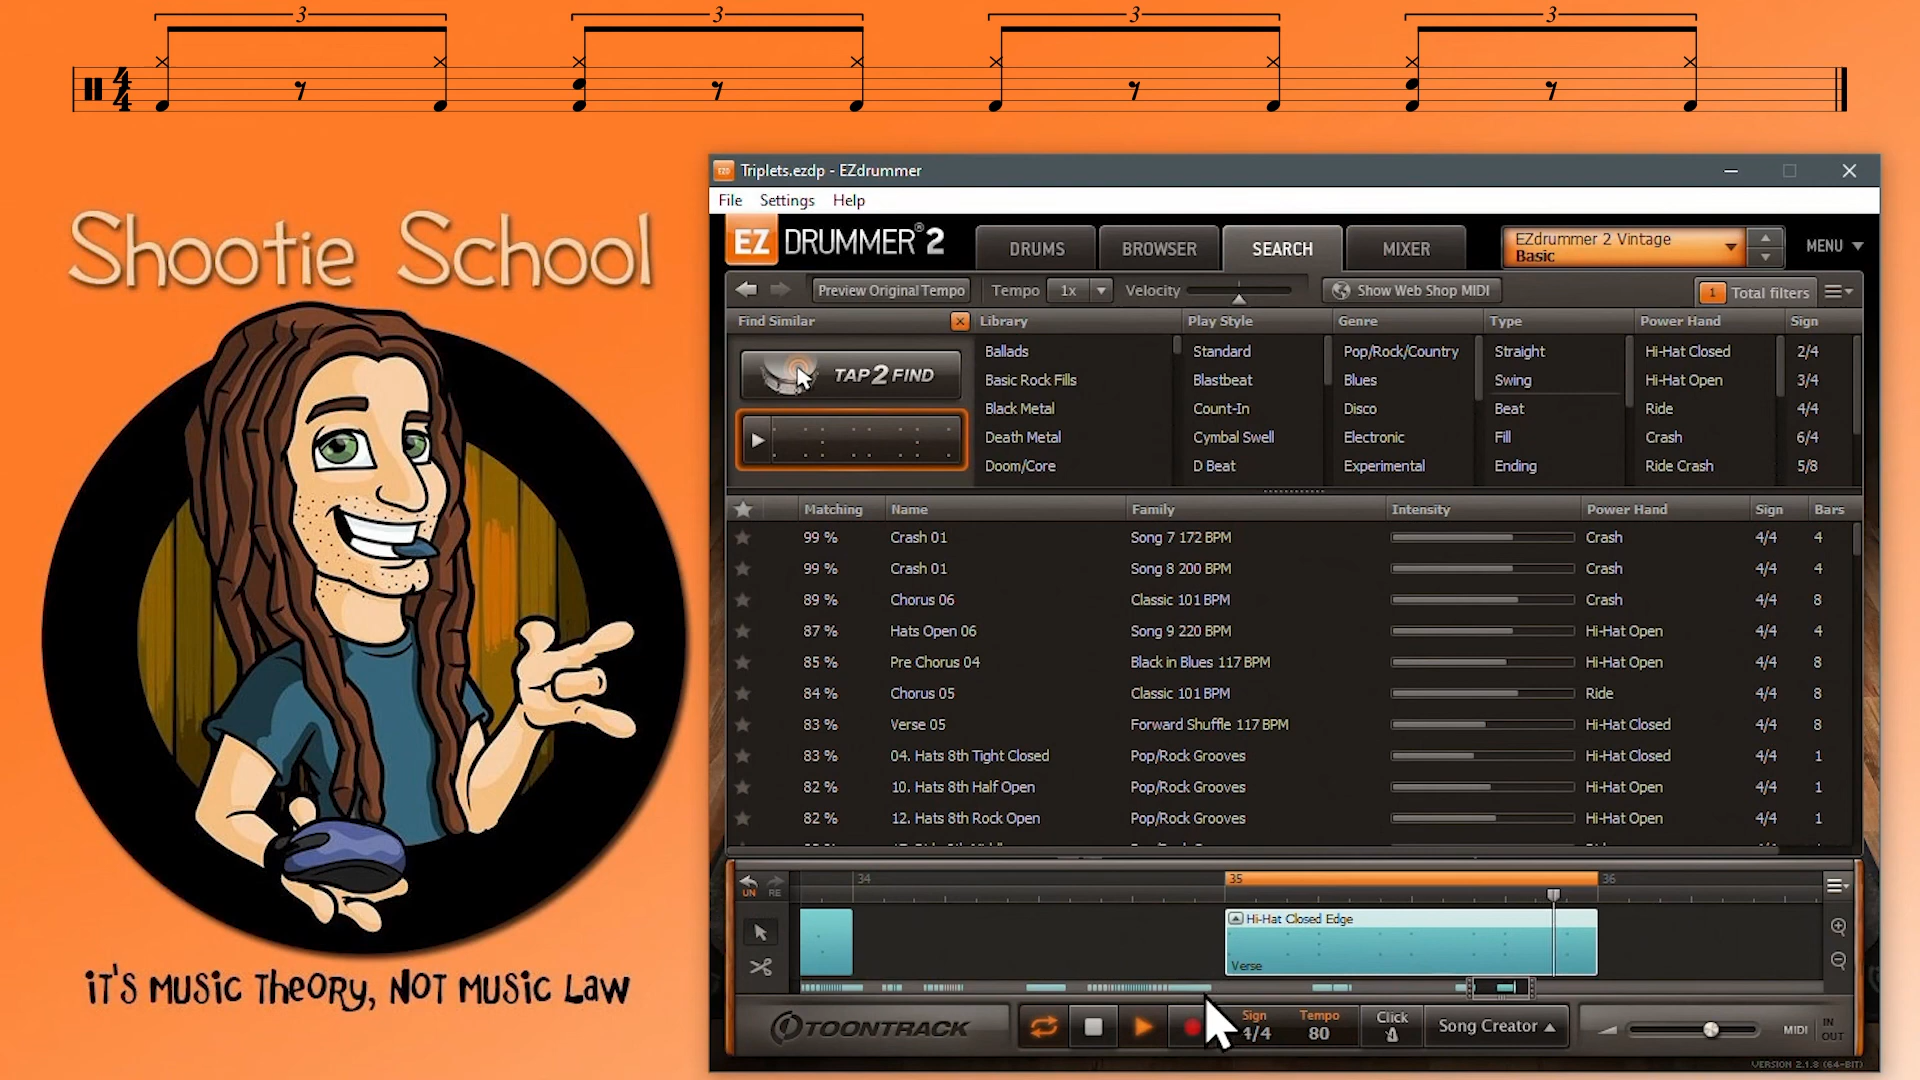 3 3 3 3
4
4
Shootie School
it's music theory, not music law
EZD Triplets.ezdp - EZdrummer
File Settings Help
EZ DRUMMER® 2 DRUMS BROWSER SEARCH MIXER EZdrummer 2 Vintage MENU
Basic
Preview Original Tempo Tempo 1x Velocity Show Web Shop MIDI 1 Total filters
Find Similar Library Play Style Genre Type Power Hand Sign
Ballads Standard Pop/Rock/Country Straight Hi-Hat Closed 2/4
TAP 2 FIND Basic Rock Fills Blastbeat Blues Swing Hi-Hat Open 3/4
Black Metal Count-In Disco Beat Ride 4/4
Death Metal Cymbal Swell Electronic Fill Crash 6/4
Doom/Core D Beat Experimental Ending Ride Crash 5/8
Matching Name Family Intensity Power Hand Sign Bars
99 % Crash 01 Song 7 172 BPM Crash 4/4 4
99 % Crash 01 Song 8 200 BPM Crash 4/4 4
89 % Chorus 06 Classic 101 BPM Crash 4/4 8
87 % Hats Open 06 Song 9 220 BPM Hi-Hat Open 4/4 4
85 % Pre Chorus 04 Black in Blues 117 BPM Hi-Hat Open 4/4 8
84 % Chorus 05 Classic 101 BPM Ride 4/4 8
83 % Verse 05 Forward Shuffle 117 BPM Hi-Hat Closed 4/4 8
83 % 04. Hats 8th Tight Closed Pop/Rock Grooves Hi-Hat Closed 4/4 1
82 % 10. Hats 8th Half Open Pop/Rock Grooves Hi-Hat Open 4/4 1
82 % 12. Hats 8th Rock Open Pop/Rock Grooves Hi-Hat Open 4/4 1
34 35 36
UN RE
Hi-Hat Closed Edge
Verse
TOONTRACK Sign Tempo Click Song Creator MIDI IN
4/4 80 OUT
VERSION 2.1.8 (64-BIT)